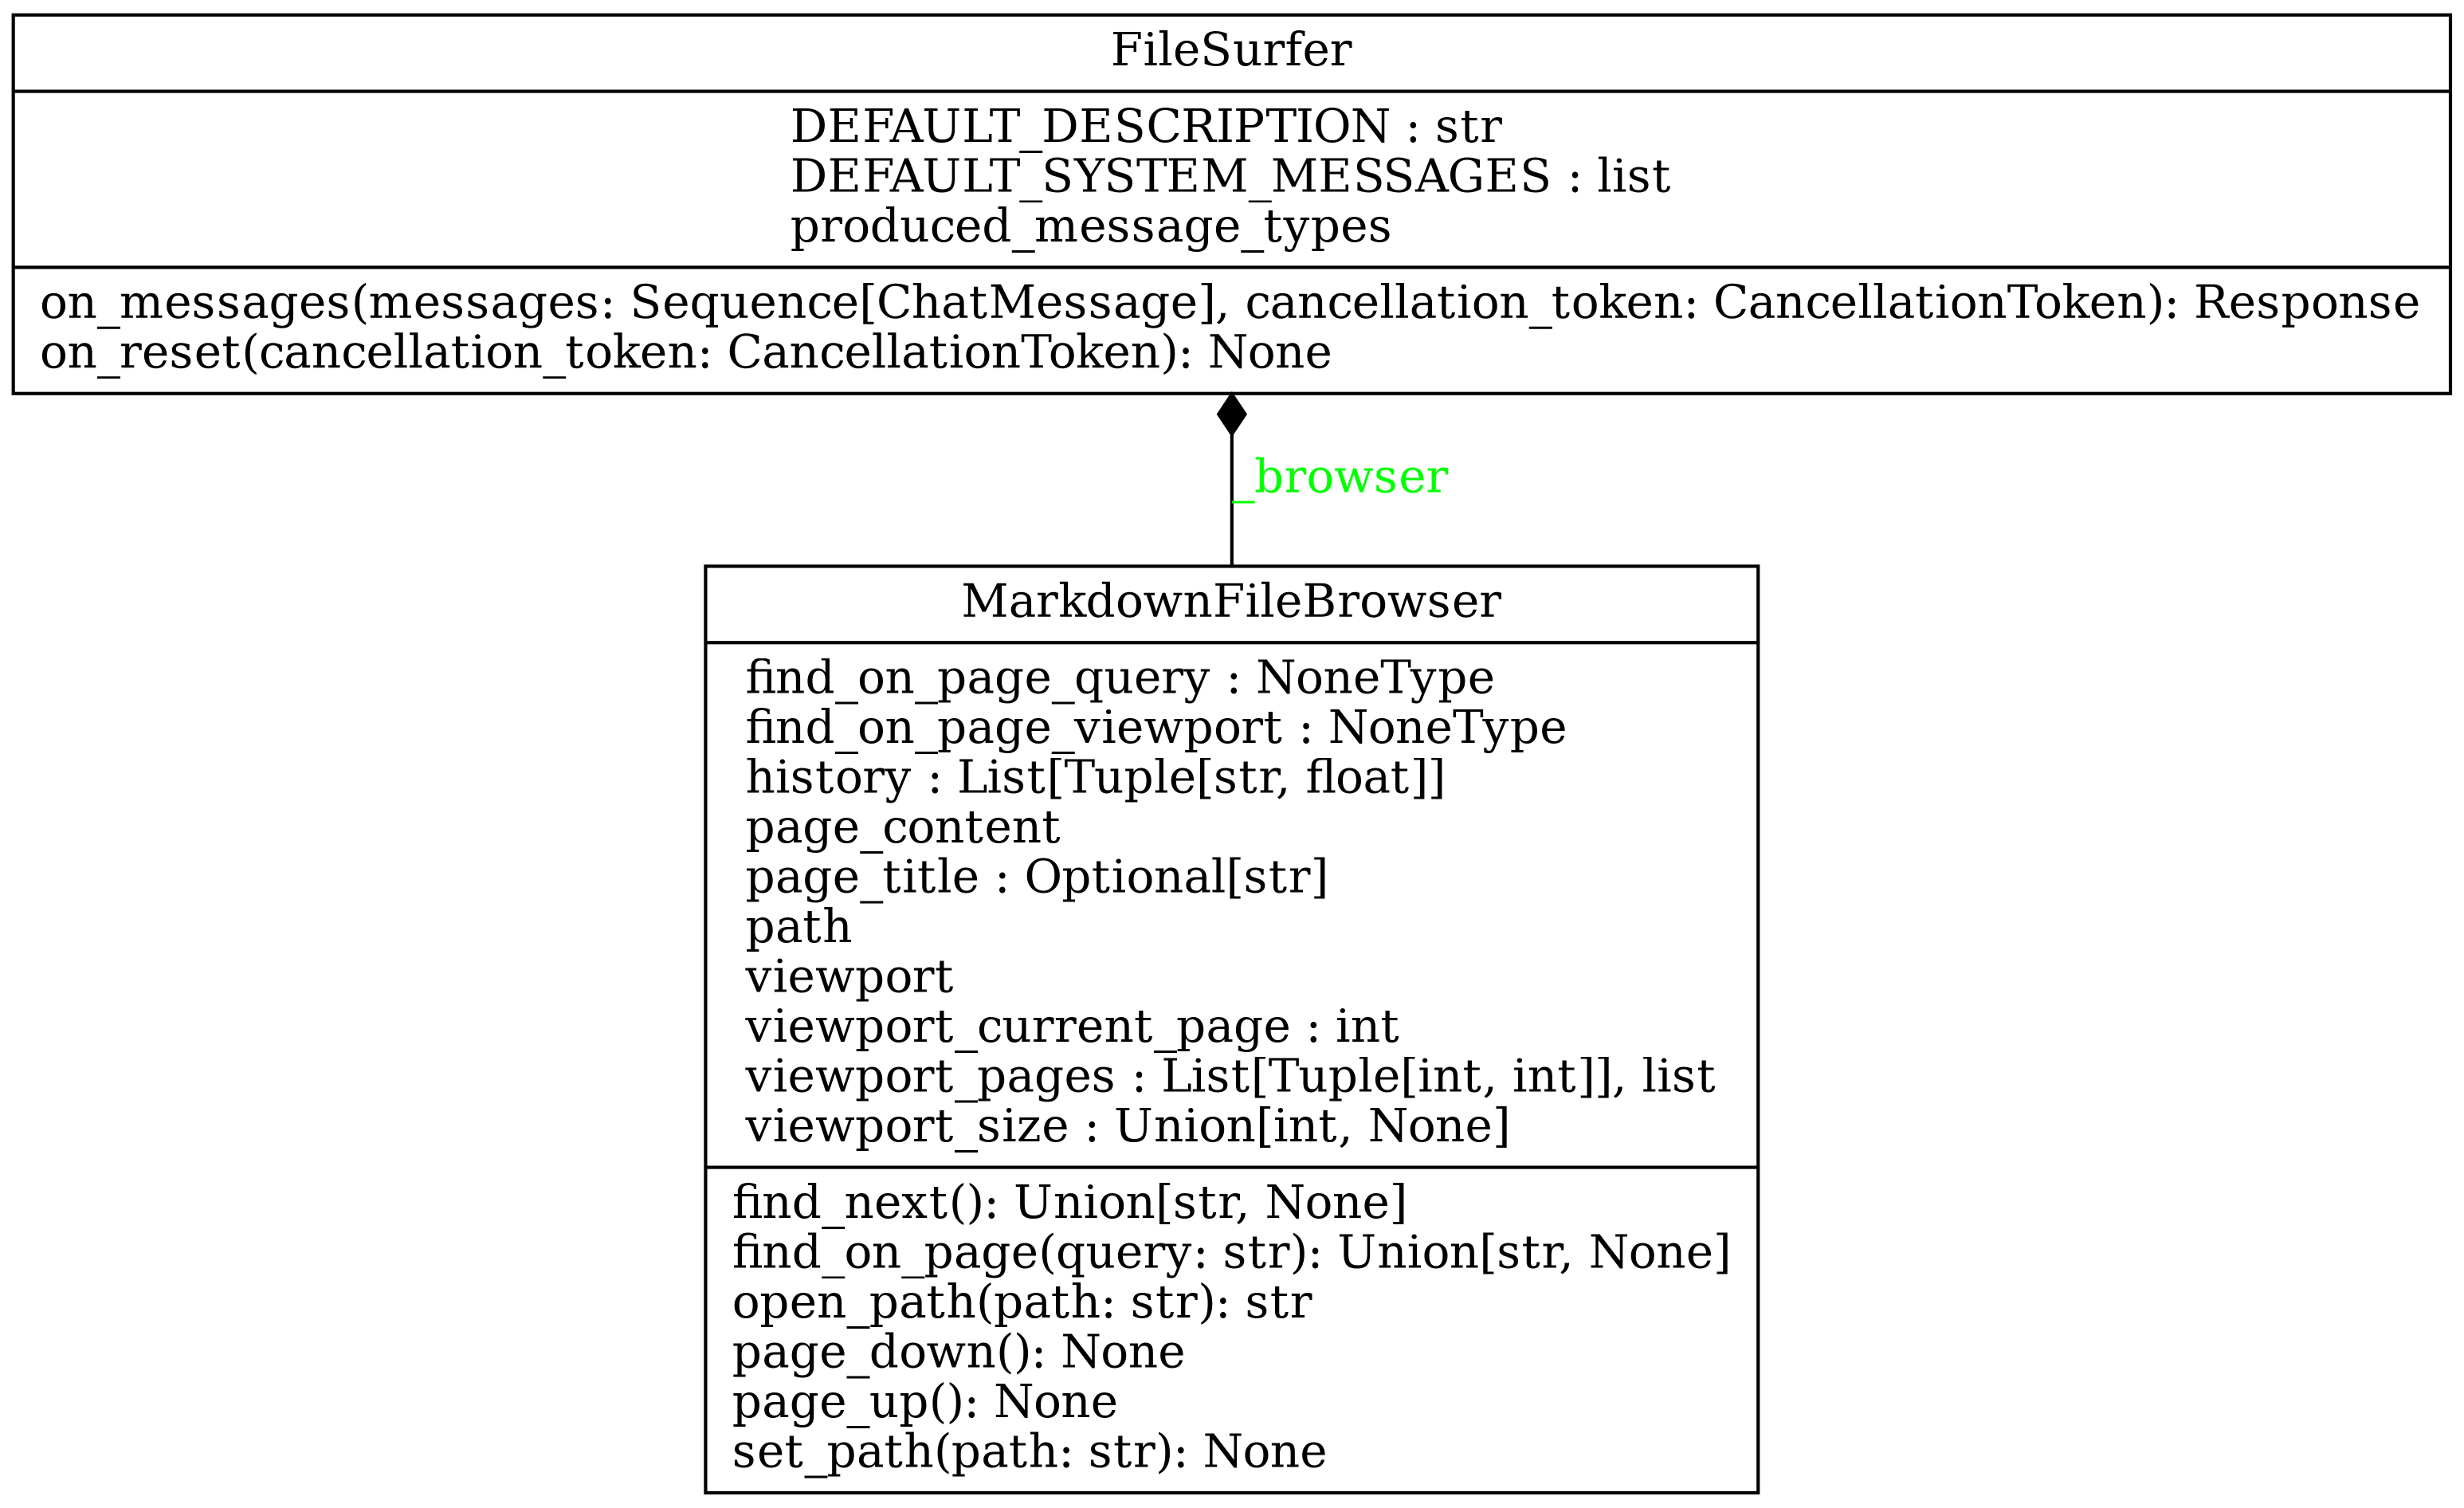 FileSurfer
DEFAULT_DESCRIPTION : str
DEFAULT_SYSTEM_MESSAGES : list
produced_message_types
on_messages(messages: Sequence[ChatMessage], cancellation_token: CancellationToken): Response
on_reset(cancellation_token: CancellationToken): None
_browser
MarkdownFileBrowser
find_on_page_query : NoneType
find_on_page_viewport : NoneType
history : List[Tuple[str, float]]
page_content
page_title : Optional[str]
path
viewport
viewport_current_page : int
viewport_pages : List[Tuple[int, int]], list
viewport_size : Union[int, None]
find_next(): Union[str, None]
find_on_page(query: str): Union[str, None]
open_path(path: str): str
page_down(): None
page_up(): None
set_path(path: str): None